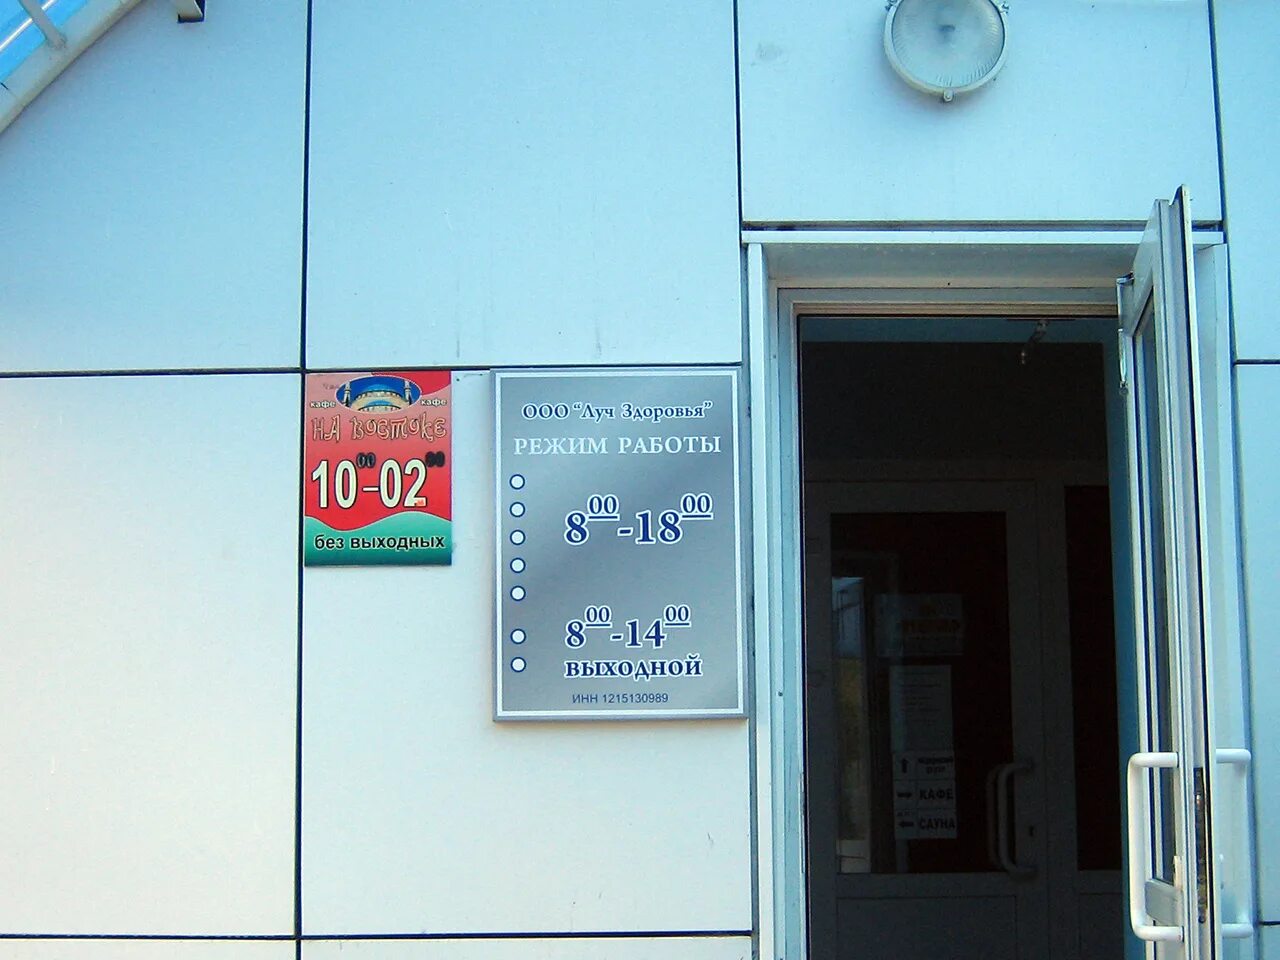 кафе кафе
НА ВОСТОКЕ
10⁰⁰-02⁰⁰
без выходных
ООО "Луч Здоровья"
РЕЖИМ РАБОТЫ
8⁰⁰-18⁰⁰
8⁰⁰-14⁰⁰
ВЫХОДНОЙ
ИНН 1215130989
КАФЕ
САУНА